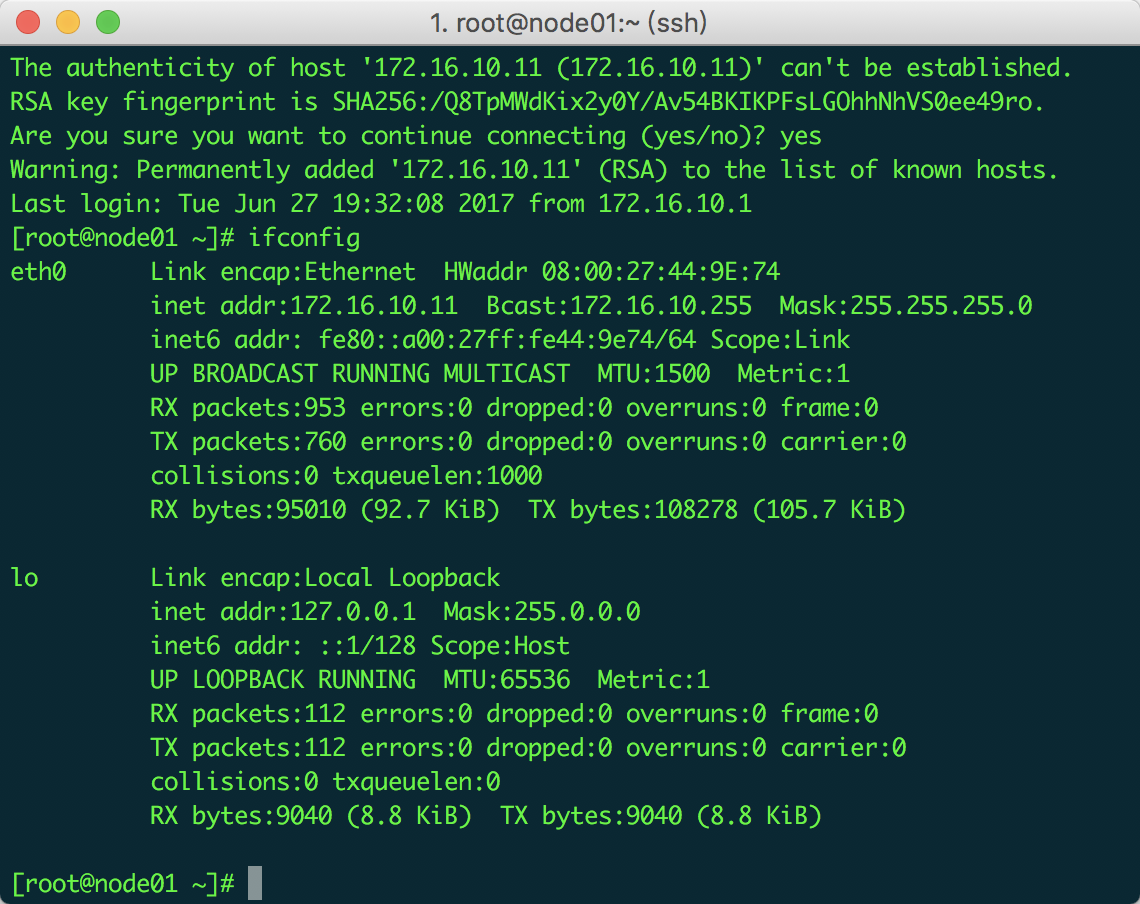 1. root@node01:~ (ssh)
The authenticity of host '172.16.10.11 (172.16.10.11)' can't be established.
RSA key fingerprint is SHA256:/Q8TpMWdKix2y0Y/Av54BKIKPFsLGOhhNhVS0ee49ro.
Are you sure you want to continue connecting (yes/no)? yes
Warning: Permanently added '172.16.10.11' (RSA) to the list of known hosts.
Last login: Tue Jun 27 19:32:08 2017 from 172.16.10.1
[root@node01 ~]# ifconfig
eth0      Link encap:Ethernet  HWaddr 08:00:27:44:9E:74
          inet addr:172.16.10.11  Bcast:172.16.10.255  Mask:255.255.255.0
          inet6 addr: fe80::a00:27ff:fe44:9e74/64 Scope:Link
          UP BROADCAST RUNNING MULTICAST  MTU:1500  Metric:1
          RX packets:953 errors:0 dropped:0 overruns:0 frame:0
          TX packets:760 errors:0 dropped:0 overruns:0 carrier:0
          collisions:0 txqueuelen:1000
          RX bytes:95010 (92.7 KiB)  TX bytes:108278 (105.7 KiB)

lo        Link encap:Local Loopback
          inet addr:127.0.0.1  Mask:255.0.0.0
          inet6 addr: ::1/128 Scope:Host
          UP LOOPBACK RUNNING  MTU:65536  Metric:1
          RX packets:112 errors:0 dropped:0 overruns:0 frame:0
          TX packets:112 errors:0 dropped:0 overruns:0 carrier:0
          collisions:0 txqueuelen:0
          RX bytes:9040 (8.8 KiB)  TX bytes:9040 (8.8 KiB)

[root@node01 ~]#